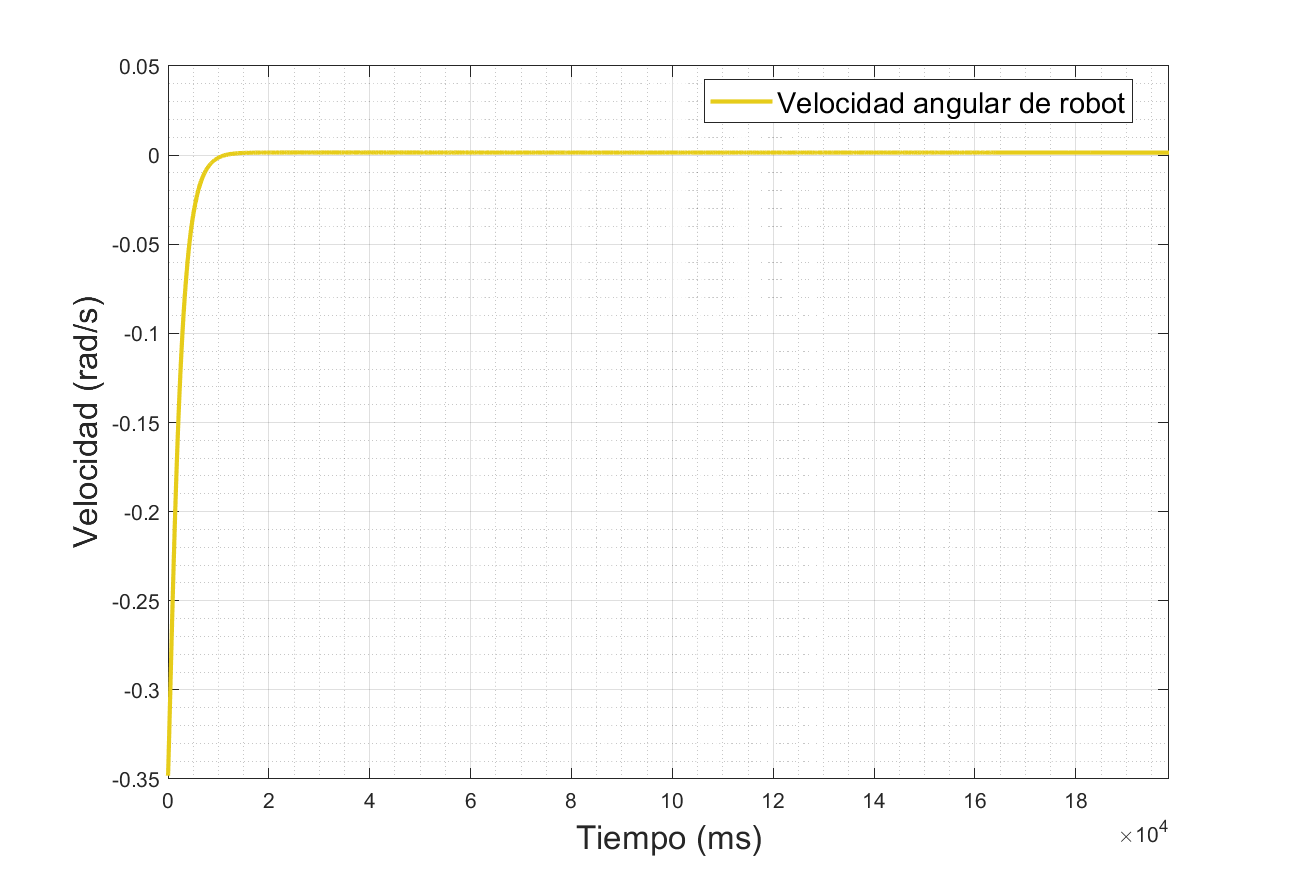 Velocidad angular de robot
0.05
0
-0.05
-0.1
-0.15
-0.2
-0.25
-0.3
-0.35
Velocidad (rad/s)
0 2 4 6 8 10 12 14 16 18
×10⁴
Tiempo (ms)